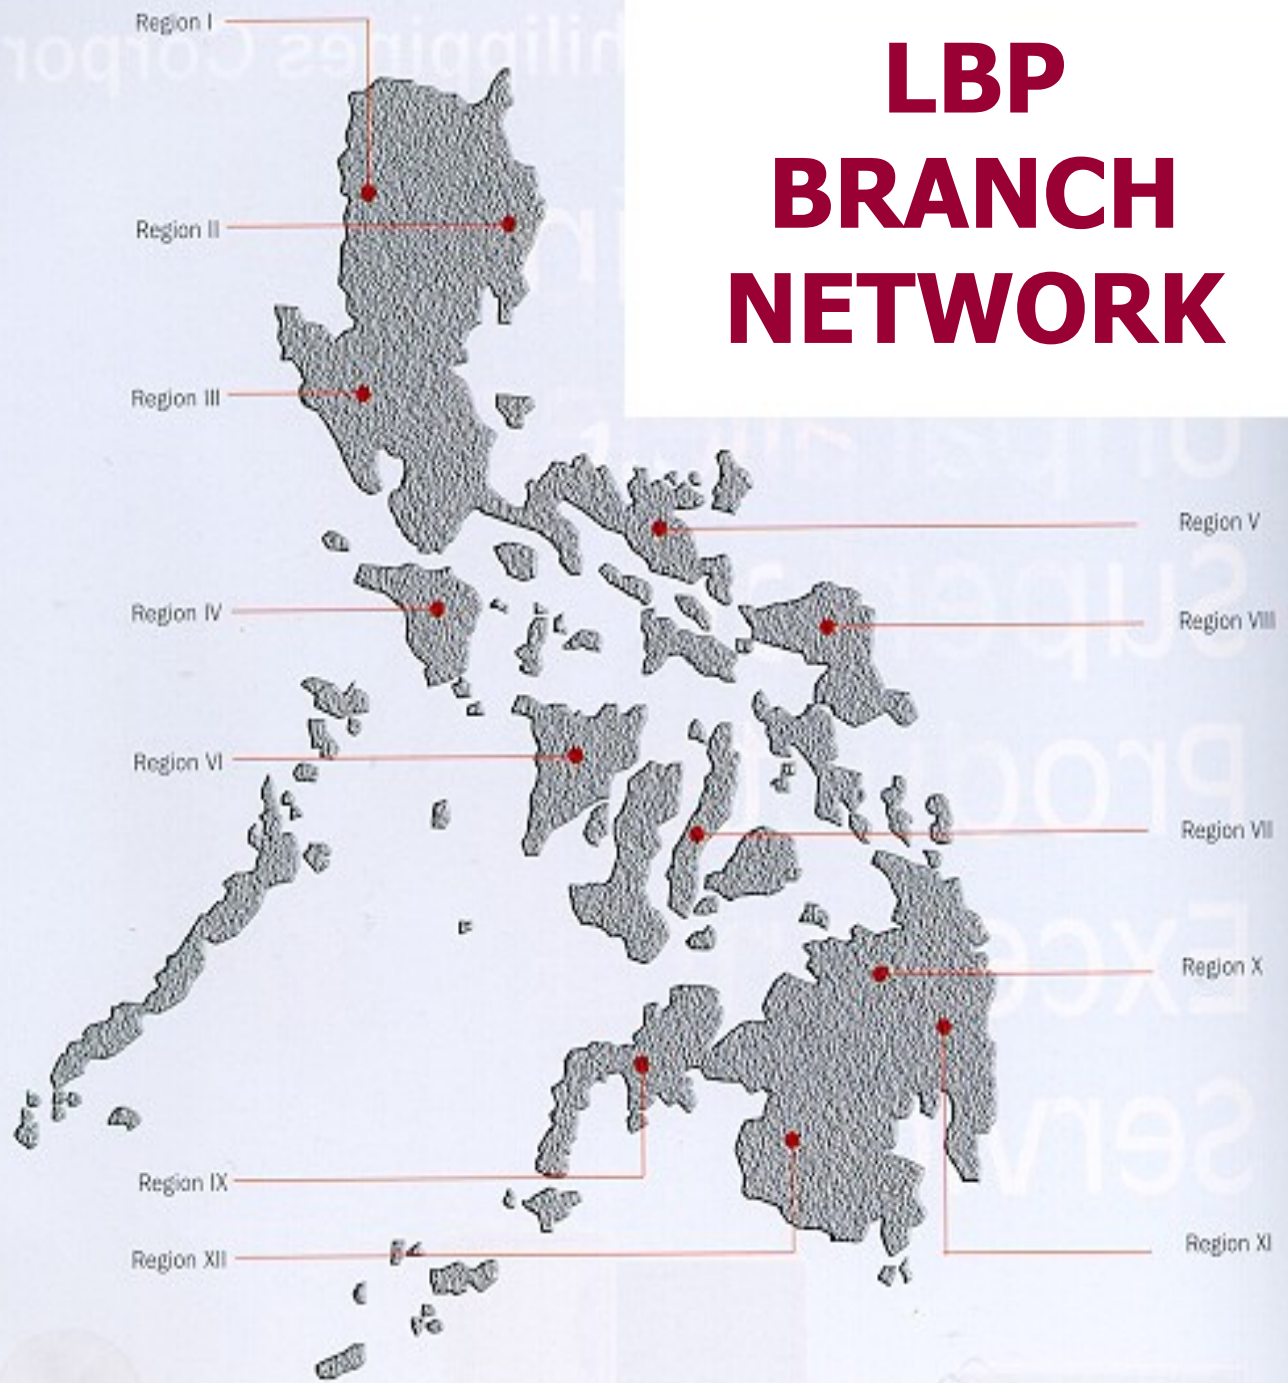 LBP
BRANCH
NETWORK
Region I
Region II
Region III
Region V
Region IV
Region VIII
Region VI
Region VII
Region X
Region IX
Region XII
Region XI